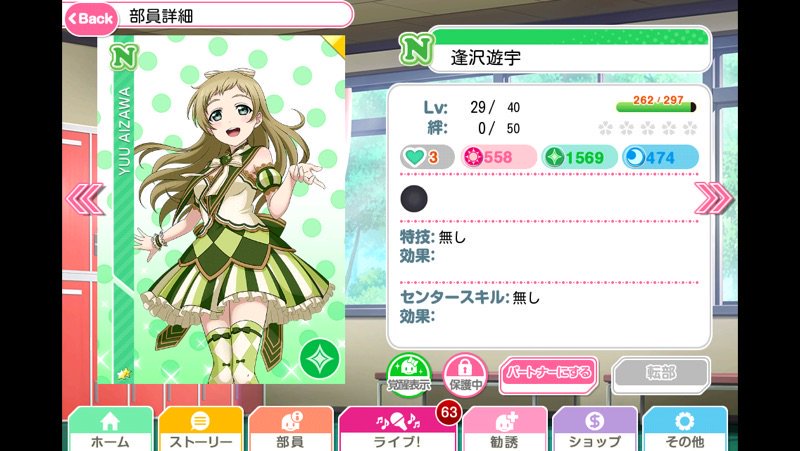 Back
部員詳細
N
YUU AIZAWA
N
逢沢遊宇
Lv: 29/ 40
262/297
絆: 0/ 50
3
558
1569
474
特技: 無し
効果:
センタースキル: 無し
効果:
覚醒表示
保護中
パートナーにする
転部
63
ホーム
ストーリー
部員
ライブ!
勧誘
ショップ
その他